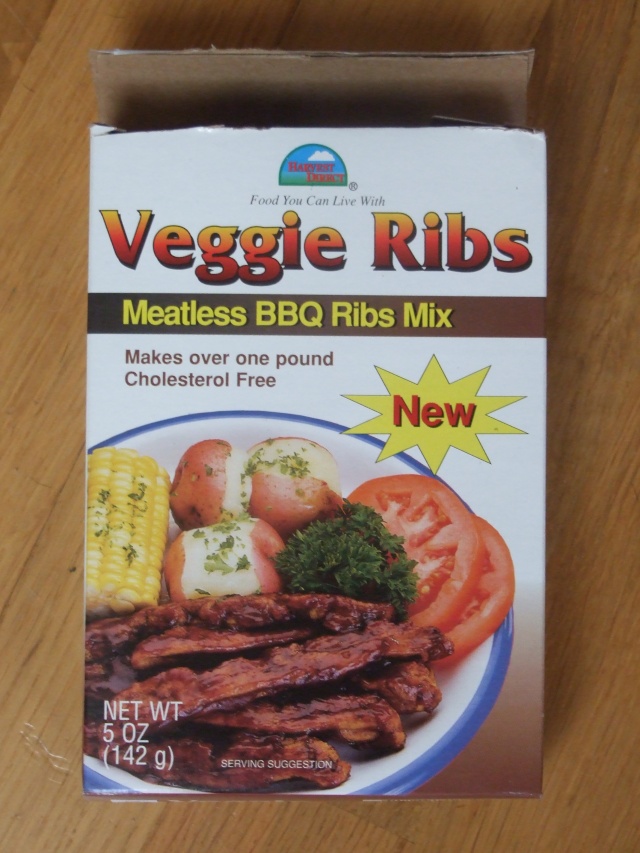 HARVEST
DIRECT®
Food You Can Live With
Veggie Ribs
Meatless BBQ Ribs Mix
Makes over one pound
Cholesterol Free
New
NET WT
5 OZ
(142 g)
SERVING SUGGESTION